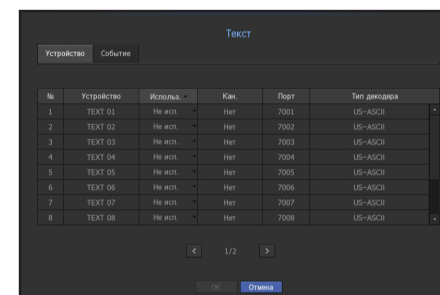 Текст
Устройство Событие
№ Устройство Использ. Кан. Порт Тип декодера
1 TEXT 01 Не исп. Нет 7001 US-ASCII
2 TEXT 02 Не исп. Нет 7002 US-ASCII
3 TEXT 03 Не исп. Нет 7003 US-ASCII
4 TEXT 04 Не исп. Нет 7004 US-ASCII
5 TEXT 05 Не исп. Нет 7005 US-ASCII
6 TEXT 06 Не исп. Нет 7006 US-ASCII
7 TEXT 07 Не исп. Нет 7007 US-ASCII
8 TEXT 08 Не исп. Нет 7008 US-ASCII
< 1/2 >
OK Отмена